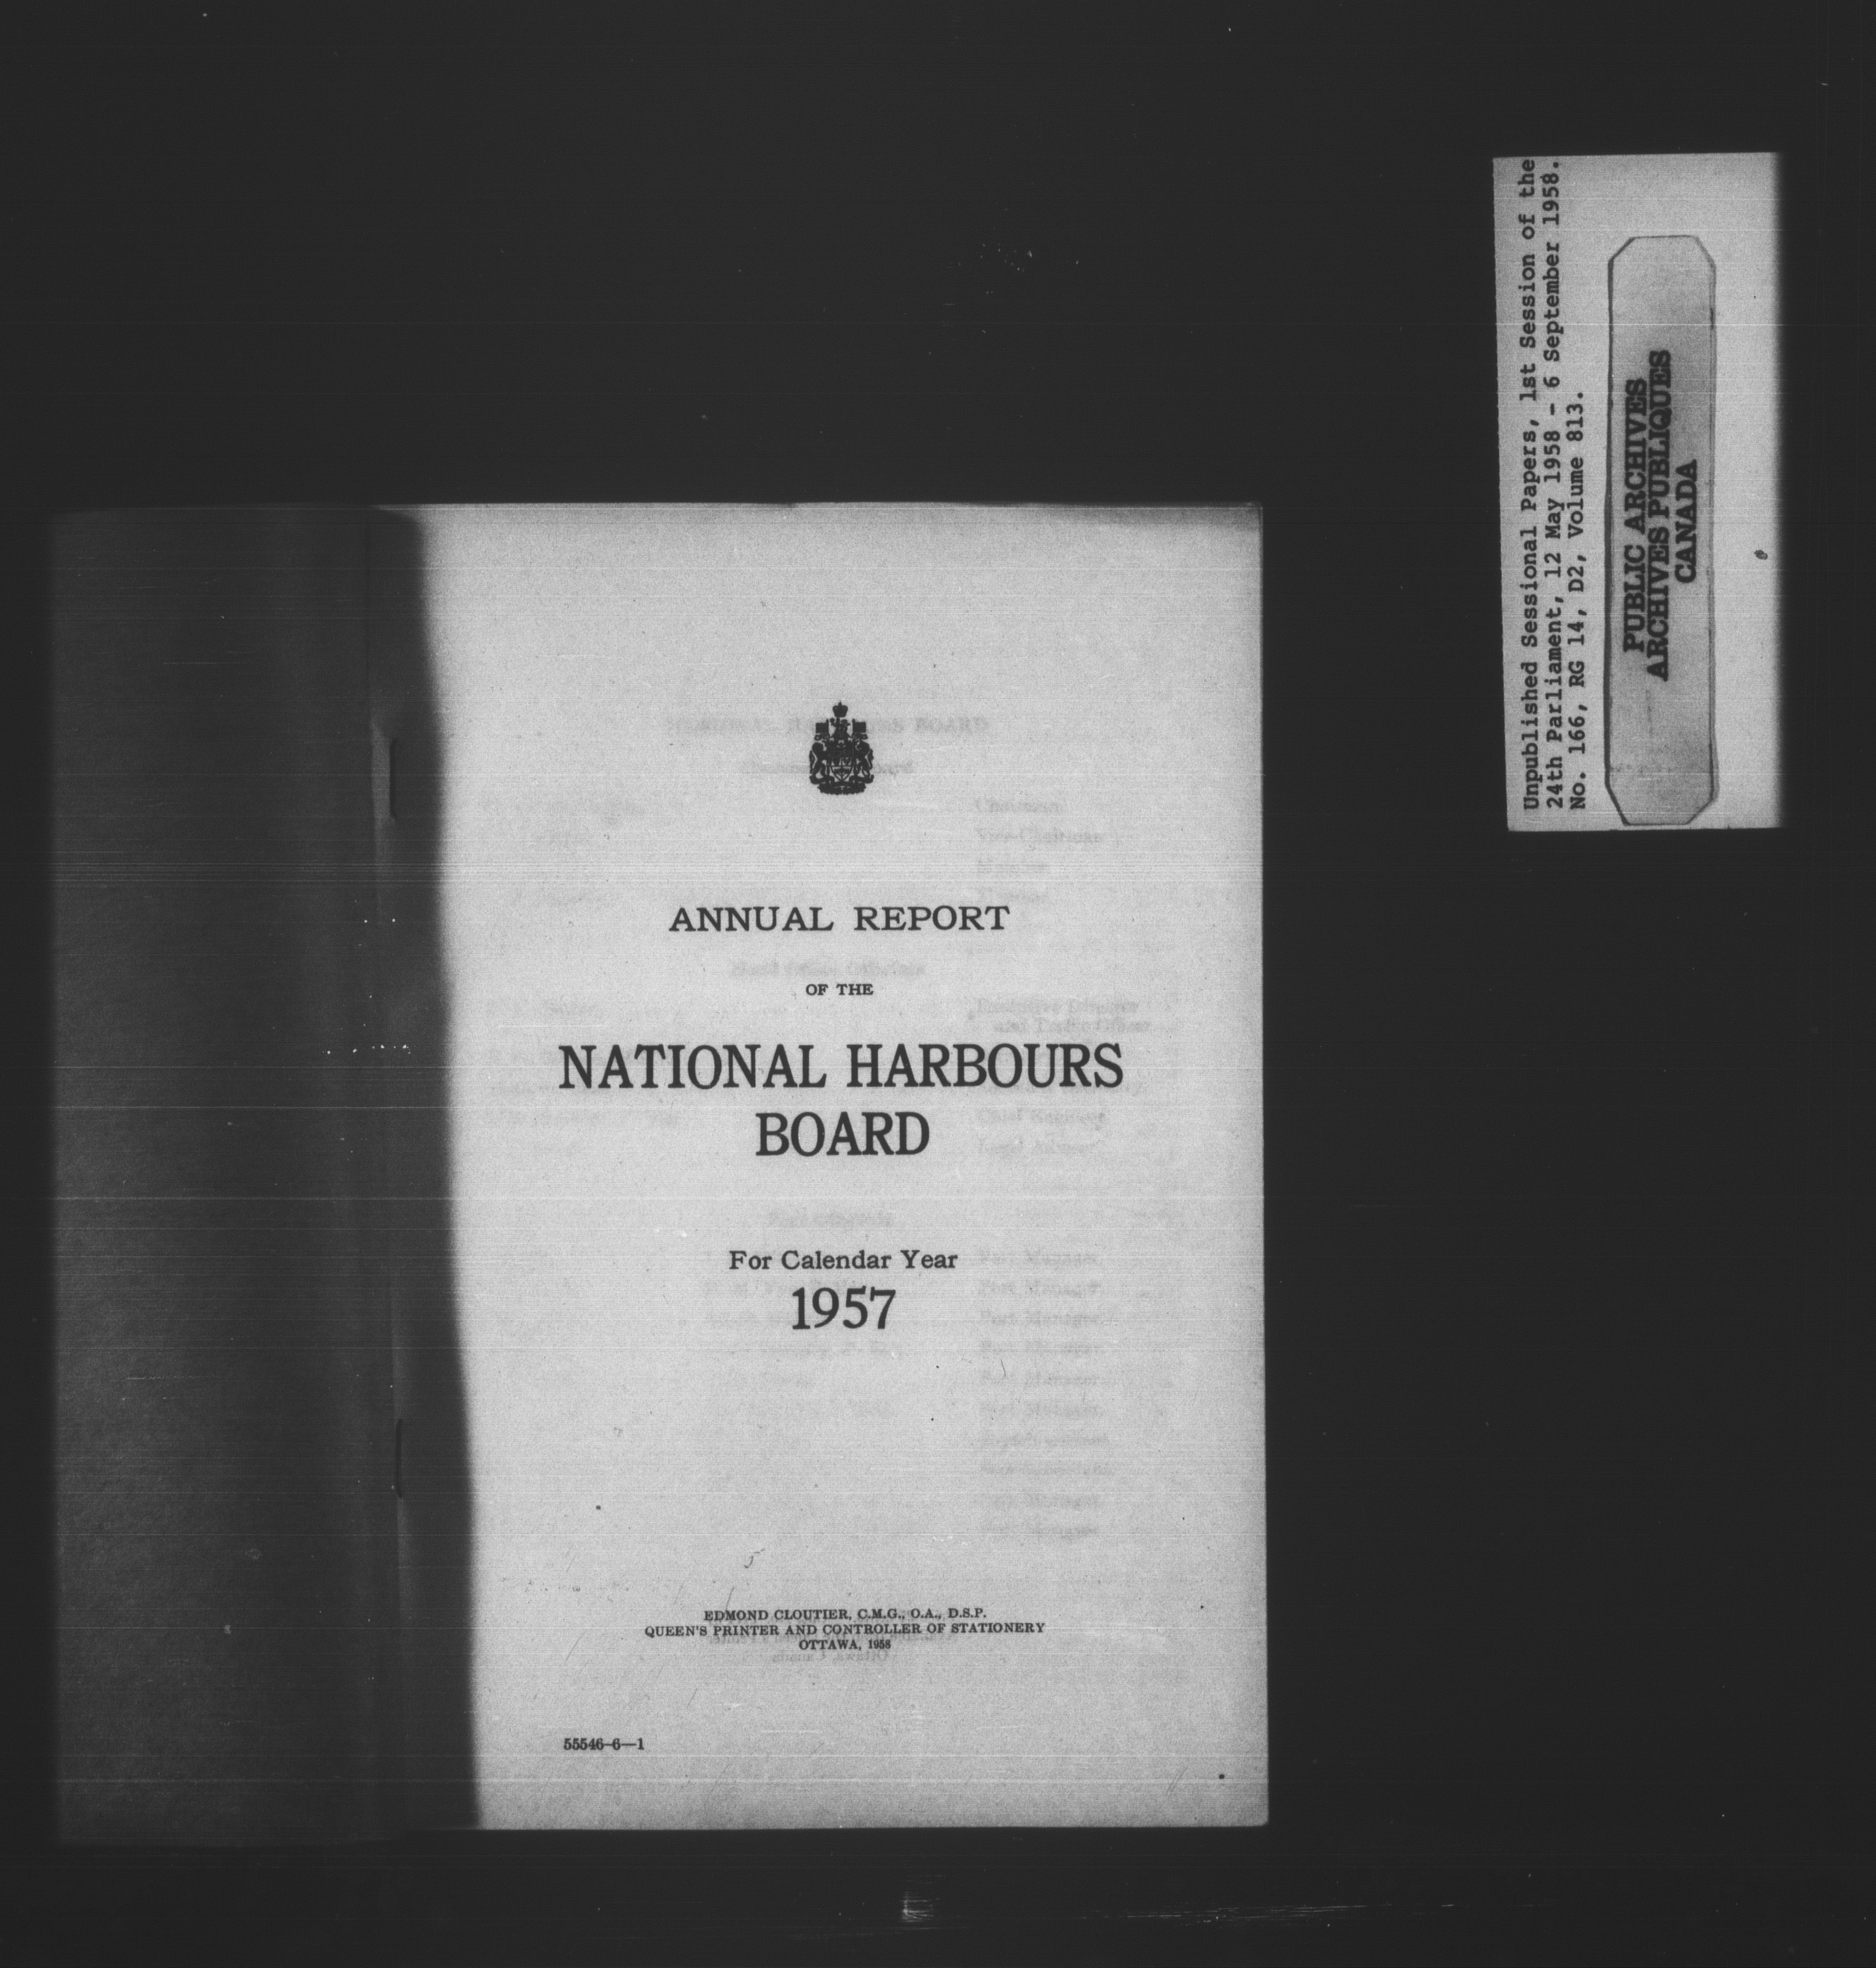 ANNUAL REPORT
OF THE
NATIONAL HARBOURS
BOARD
For Calendar Year
1957
EDMOND CLOUTIER, C.M.G., O.A., D.S.P.
QUEEN'S PRINTER AND CONTROLLER OF STATIONERY
OTTAWA, 1958
55546-6—1
Unpublished Sessional Papers, 1st Session of the
24th Parliament, 12 May 1958 - 6 September 1958.
No. 166, RG 14, D2, Volume 813.
PUBLIC ARCHIVES
ARCHIVES PUBLIQUES
CANADA